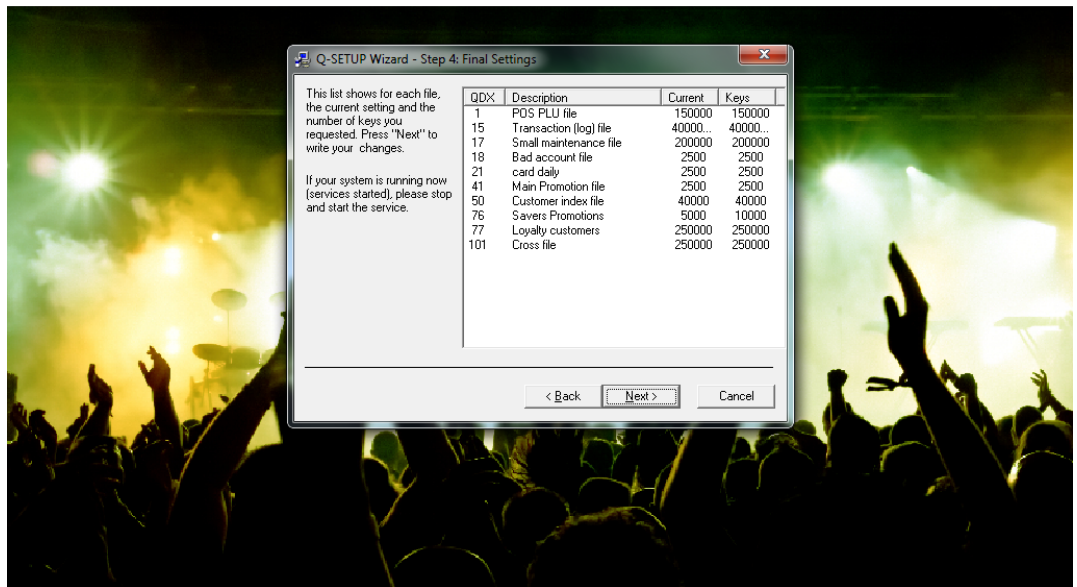 Q-SETUP Wizard - Step 4: Final Settings
This list shows for each file,
the current setting and the
number of keys you
requested. Press "Next" to
write your  changes.
If your system is running now
(services started), please stop
and start the service.
QDX Description Current Keys
1 POS PLU file 150000 150000
15 Transaction (log) file 40000... 40000...
17 Small maintenance file 200000 200000
18 Bad account file 2500 2500
21 card daily 2500 2500
41 Main Promotion file 2500 2500
50 Customer index file 40000 40000
76 Savers Promotions 5000 10000
77 Loyalty customers 250000 250000
101 Cross file 250000 250000
< Back Next > Cancel